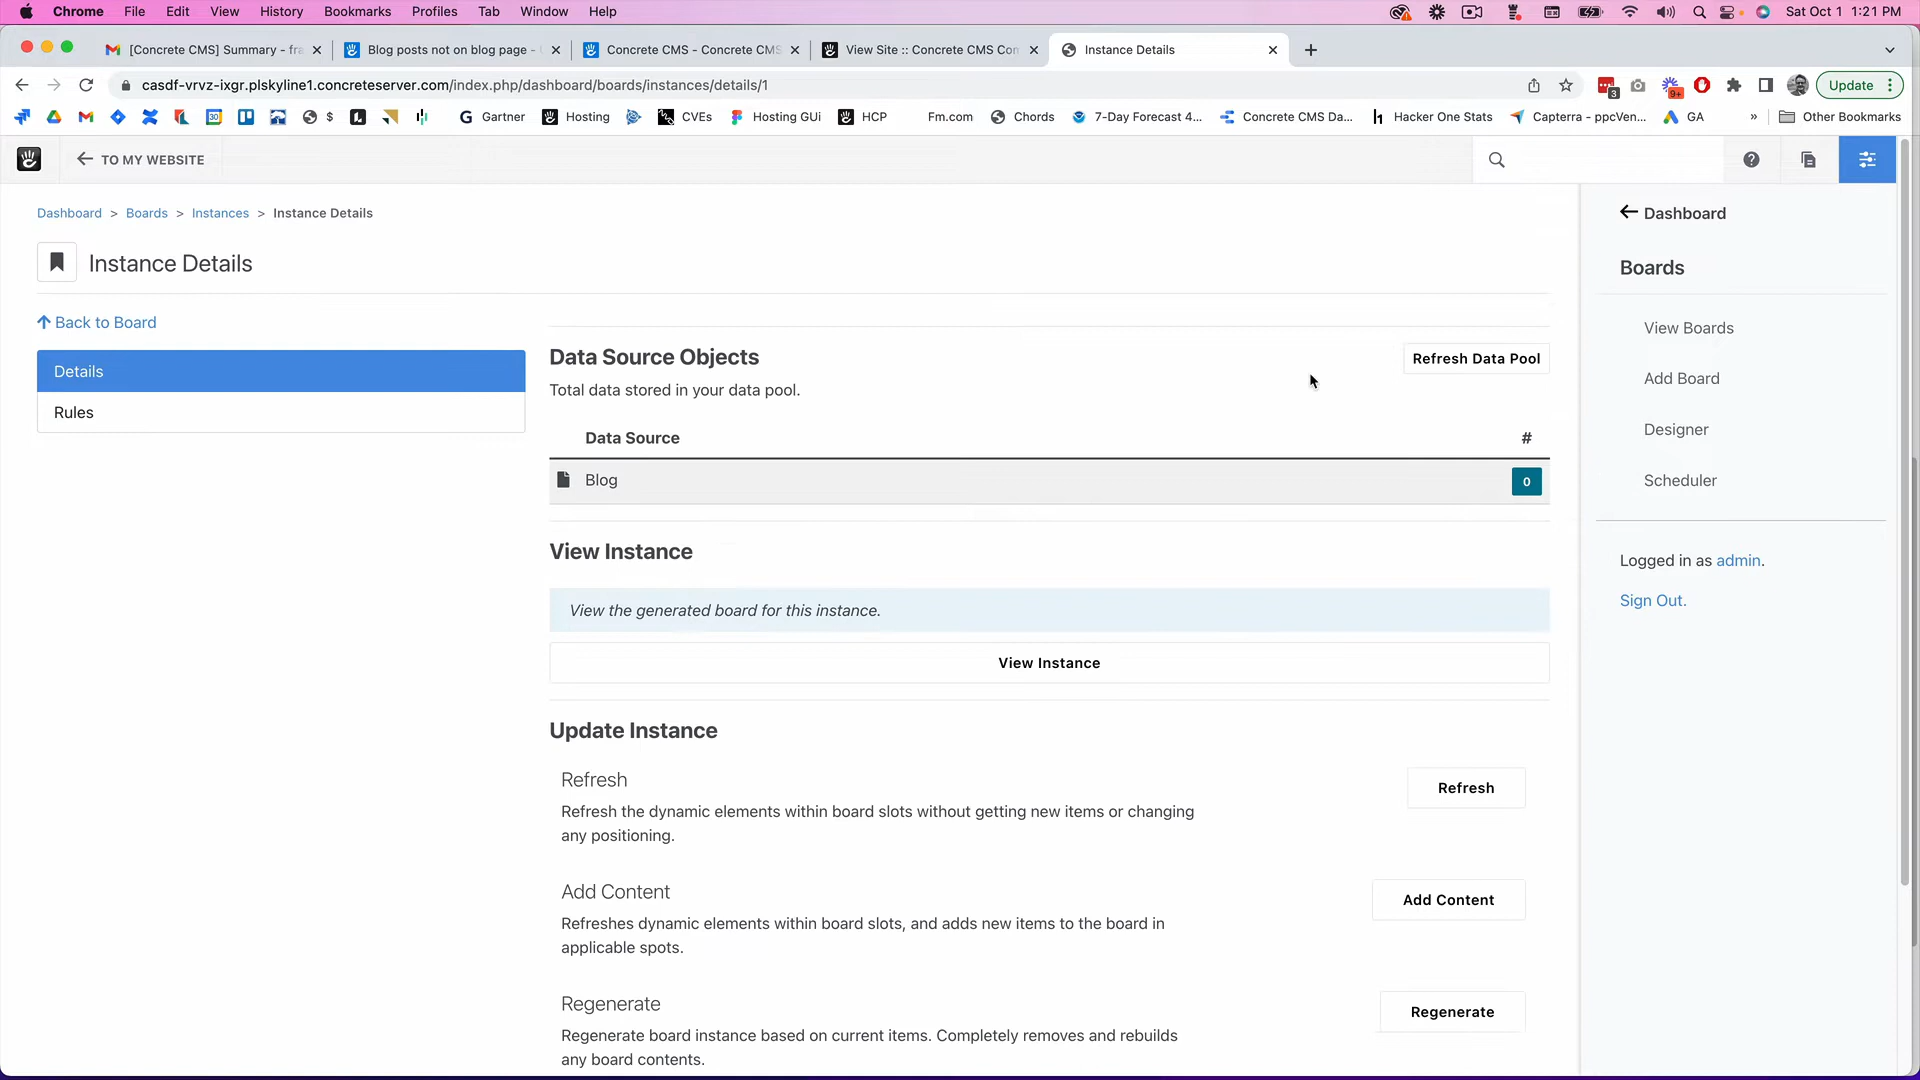 Chrome File Edit View History Bookmarks Profiles Tab Window Help
Sat Oct 1 1:21 PM
[Concrete CMS] Summary - fra
Blog posts not on blog page -
Concrete CMS - Concrete CMS
View Site :: Concrete CMS Con
Instance Details
casdf-vrvz-ixgr.plskyline1.concreteserver.com/index.php/dashboard/boards/instances/details/1
3
9+
Update
$
Gartner
Hosting
CVEs
Hosting GUi
HCP
Fm.com
Chords
7-Day Forecast 4...
Concrete CMS Da...
Hacker One Stats
Capterra - ppcVen...
GA
»
Other Bookmarks
TO MY WEBSITE
Dashboard > Boards > Instances > Instance Details
Instance Details
Back to Board
Details
Rules
Data Source Objects
Refresh Data Pool
Total data stored in your data pool.
Data Source #
Blog 0
View Instance
View the generated board for this instance.
View Instance
Update Instance
Refresh
Refresh the dynamic elements within board slots without getting new items or changing
any positioning.
Refresh
Add Content
Refreshes dynamic elements within board slots, and adds new items to the board in
applicable spots.
Add Content
Regenerate
Regenerate board instance based on current items. Completely removes and rebuilds
any board contents.
Regenerate
Dashboard
Boards
View Boards
Add Board
Designer
Scheduler
Logged in as admin.
Sign Out.